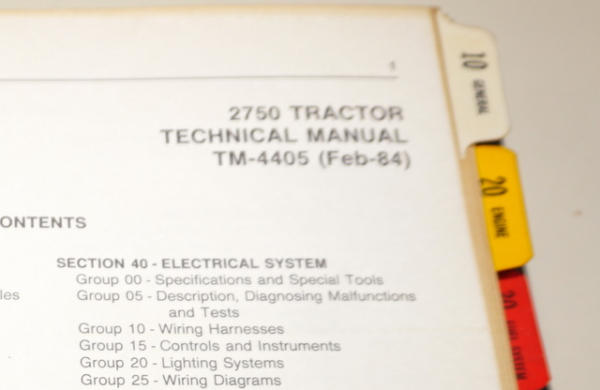 1
2750 TRACTOR
TECHNICAL MANUAL
TM-4405 (Feb-84)
ONTENTS
SECTION 40 - ELECTRICAL SYSTEM
Group 00 - Specifications and Special Tools
les
Group 05 - Description, Diagnosing Malfunctions
and Tests
Group 10 - Wiring Harnesses
Group 15 - Controls and Instruments
Group 20 - Lighting Systems
Group 25 - Wiring Diagrams
10 GENERAL
20 ENGINE
FUEL SYSTEM